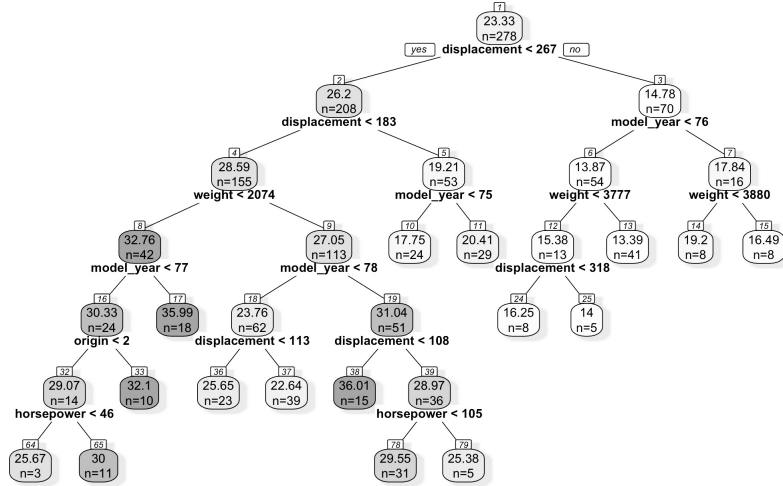 1
23.33
n=278
yes displacement < 267 no
2 3
26.2 14.78
n=208 n=70
displacement < 183 model_year < 76
4 5 6 7
28.59 19.21 13.87 17.84
n=155 n=53 n=54 n=16
weight < 2074 model_year < 75 weight < 3777 weight < 3880
8 9 10 11 12 13 14 15
32.76 27.05 17.75 20.41 15.38 13.39 19.2 16.49
n=42 n=113 n=24 n=29 n=13 n=41 n=8 n=8
model_year < 77 model_year < 78 displacement < 318
16 17 18 19 24 25
30.33 35.99 23.76 31.04 16.25 14
n=24 n=18 n=62 n=51 n=8 n=5
origin < 2 displacement < 113 displacement < 108
32 33 36 37 38 39
29.07 32.1 25.65 22.64 36.01 28.97
n=14 n=10 n=23 n=39 n=15 n=36
horsepower < 46 horsepower < 105
64 65 78 79
25.67 30 29.55 25.38
n=3 n=11 n=31 n=5